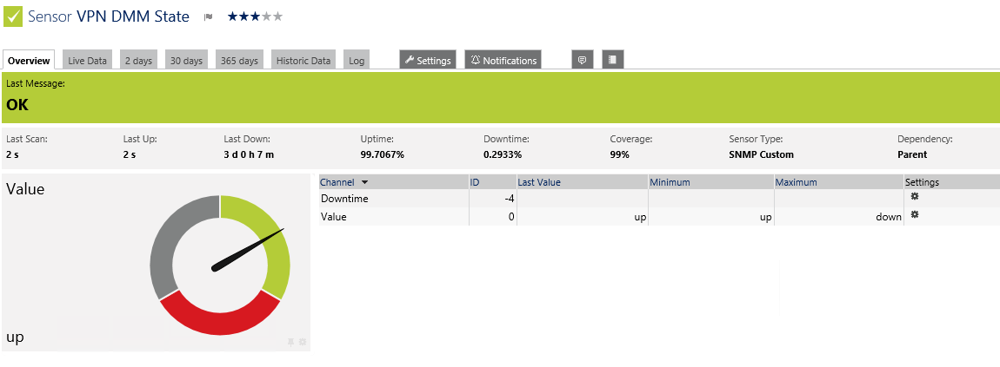 Sensor VPN DMM State
Overview Live Data 2 days 30 days 365 days Historic Data Log Settings Notifications
Last Message:
OK
Last Scan: Last Up: Last Down: Uptime: Downtime: Coverage: Sensor Type: Dependency:
2 s 2 s 3 d 0 h 7 m 99.7067% 0.2933% 99% SNMP Custom Parent
Value
up
Channel ID Last Value Minimum Maximum Settings
Downtime -4
Value 0 up up down